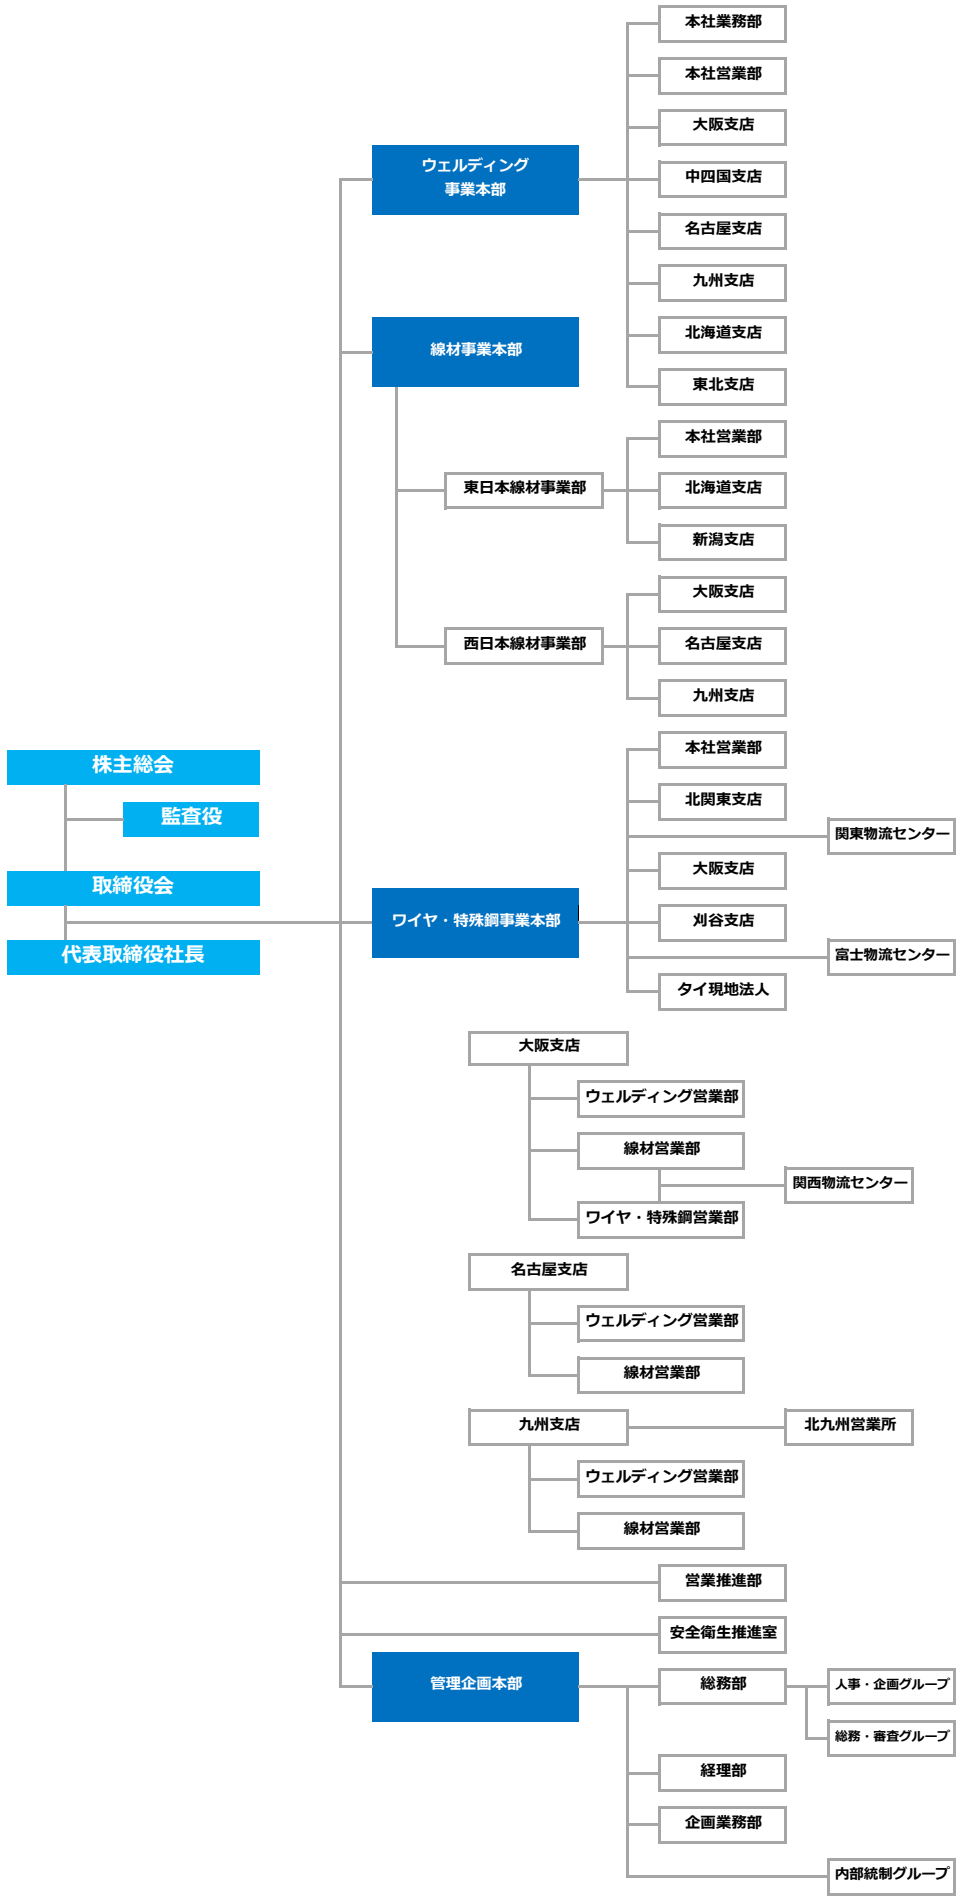 本社業務部
本社営業部
大阪支店
ウェルディング
事業本部
中四国支店
名古屋支店
九州支店
北海道支店
線材事業本部
東北支店
本社営業部
東日本線材事業部
北海道支店
新潟支店
大阪支店
西日本線材事業部
名古屋支店
九州支店
本社営業部
株主総会
北関東支店
監査役
関東物流センター
大阪支店
取締役会
ワイヤ・特殊鋼事業本部
刈谷支店
代表取締役社長
富士物流センター
タイ現地法人
大阪支店
ウェルディング営業部
線材営業部
関西物流センター
ワイヤ・特殊鋼営業部
名古屋支店
ウェルディング営業部
線材営業部
九州支店
北九州営業所
ウェルディング営業部
線材営業部
営業推進部
安全衛生推進室
管理企画本部
総務部
人事・企画グループ
総務・審査グループ
経理部
企画業務部
内部統制グループ